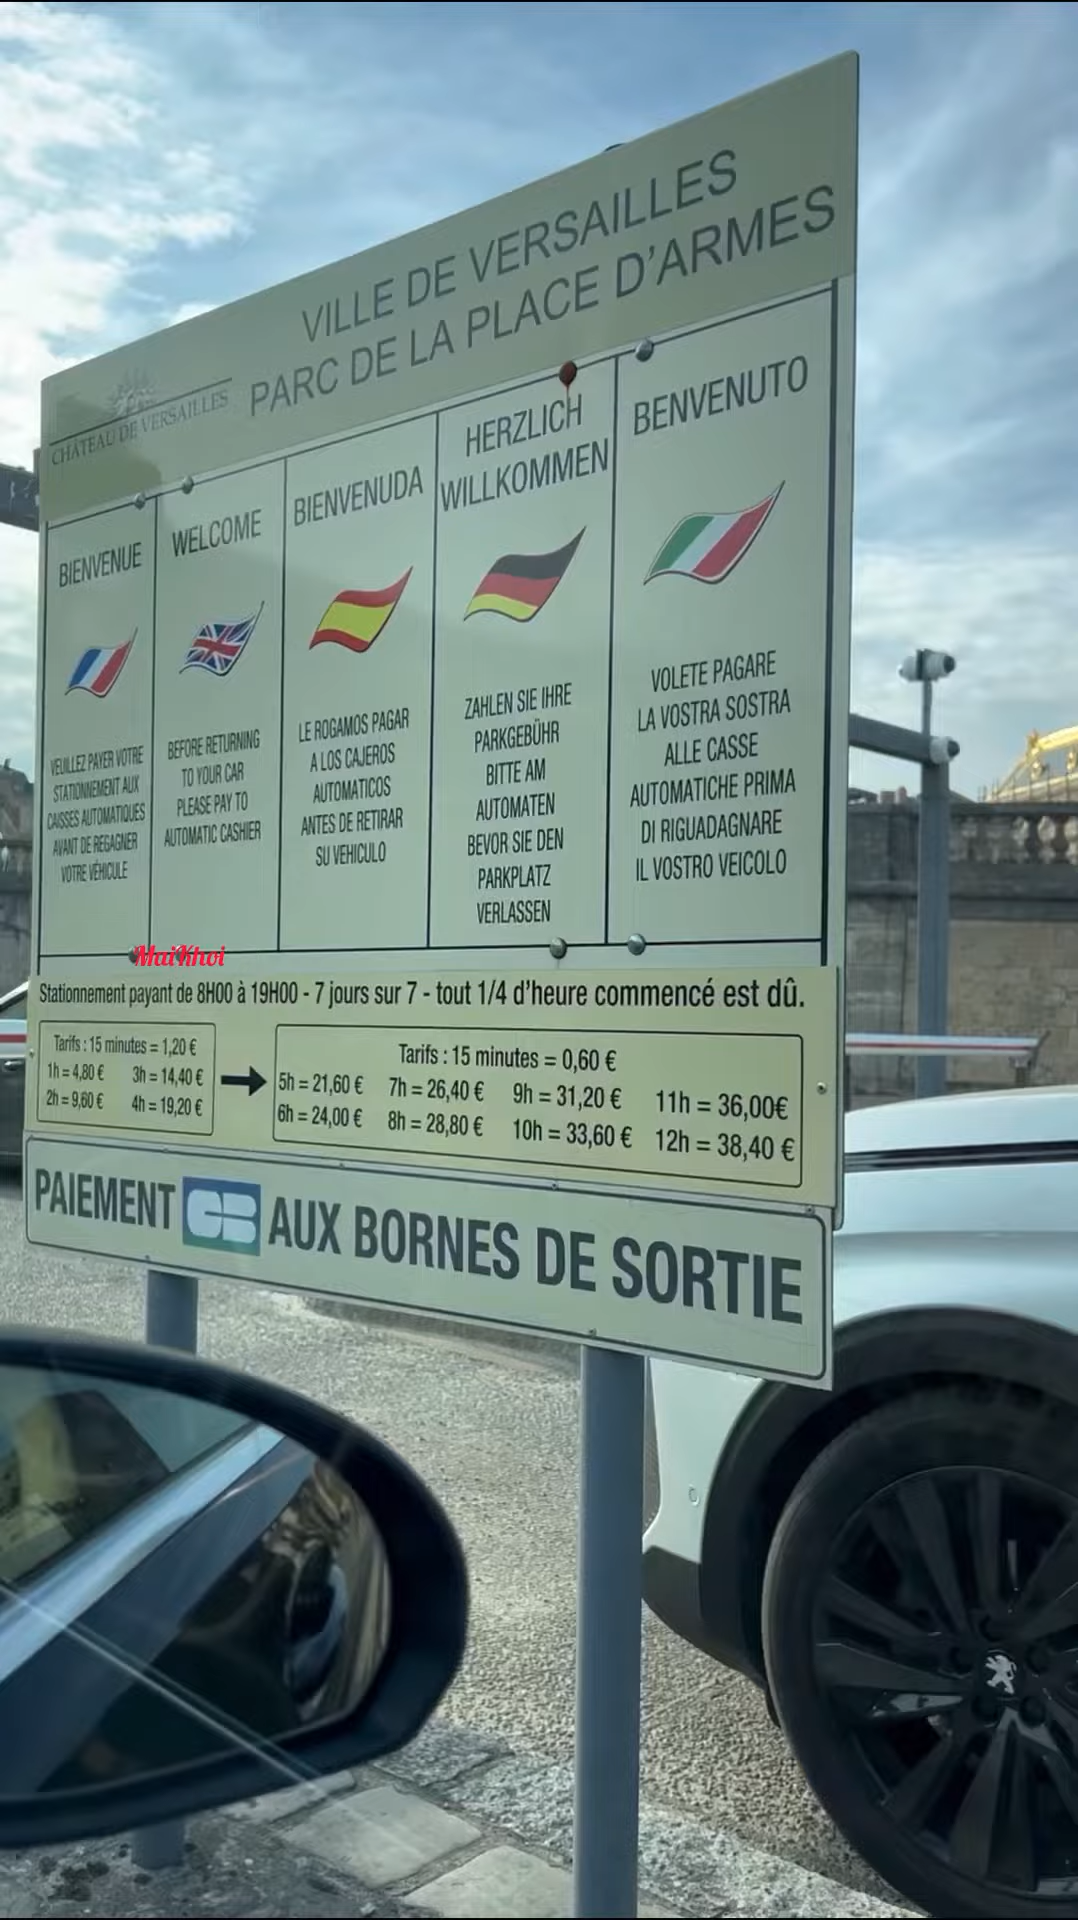 VILLE DE VERSAILLES
PARC DE LA PLACE D'ARMES
CHÂTEAU DE VERSAILLES
BIENVENUE
VEUILLEZ PAYER VOTRE
STATIONNEMENT AUX
CAISSES AUTOMATIQUES
AVANT DE REGAGNER
VOTRE VÉHICULE
WELCOME
BEFORE RETURNING
TO YOUR CAR
PLEASE PAY TO
AUTOMATIC CASHIER
BIENVENUDA
LE ROGAMOS PAGAR
A LOS CAJEROS
AUTOMATICOS
ANTES DE RETIRAR
SU VEHICULO
HERZLICH
WILLKOMMEN
ZAHLEN SIE IHRE
PARKGEBÜHR
BITTE AM
AUTOMATEN
BEVOR SIE DEN
PARKPLATZ
VERLASSEN
BENVENUTO
VOLETE PAGARE
LA VOSTRA SOSTRA
ALLE CASSE
AUTOMATICHE PRIMA
DI RIGUADAGNARE
IL VOSTRO VEICOLO
MaiKhoi
Stationnement payant de 8H00 à 19H00 - 7 jours sur 7 - tout 1/4 d'heure commencé est dû.
Tarifs : 15 minutes = 1,20 €
1h = 4,80 € 3h = 14,40 €
2h = 9,60 € 4h = 19,20 €
Tarifs : 15 minutes = 0,60 €
5h = 21,60 € 7h = 26,40 € 9h = 31,20 € 11h = 36,00€
6h = 24,00 € 8h = 28,80 € 10h = 33,60 € 12h = 38,40 €
PAIEMENT CB AUX BORNES DE SORTIE